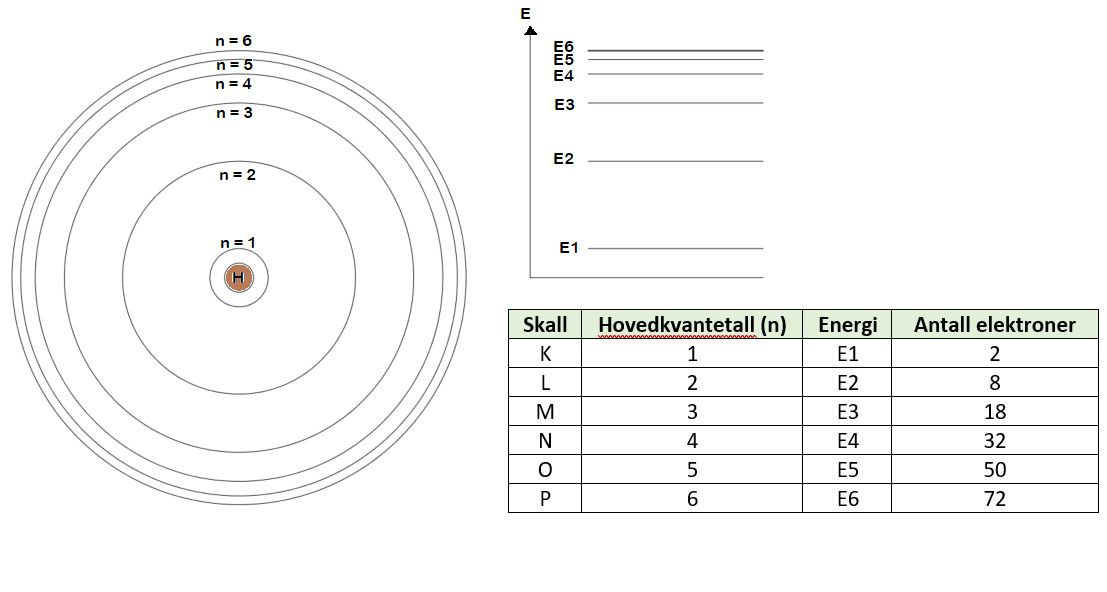 n = 6
n = 5
n = 4
n = 3
n = 2
n = 1
H
E
E6
E5
E4
E3
E2
E1
Skall Hovedkvantetall (n) Energi Antall elektroner
K 1 E1 2
L 2 E2 8
M 3 E3 18
N 4 E4 32
O 5 E5 50
P 6 E6 72